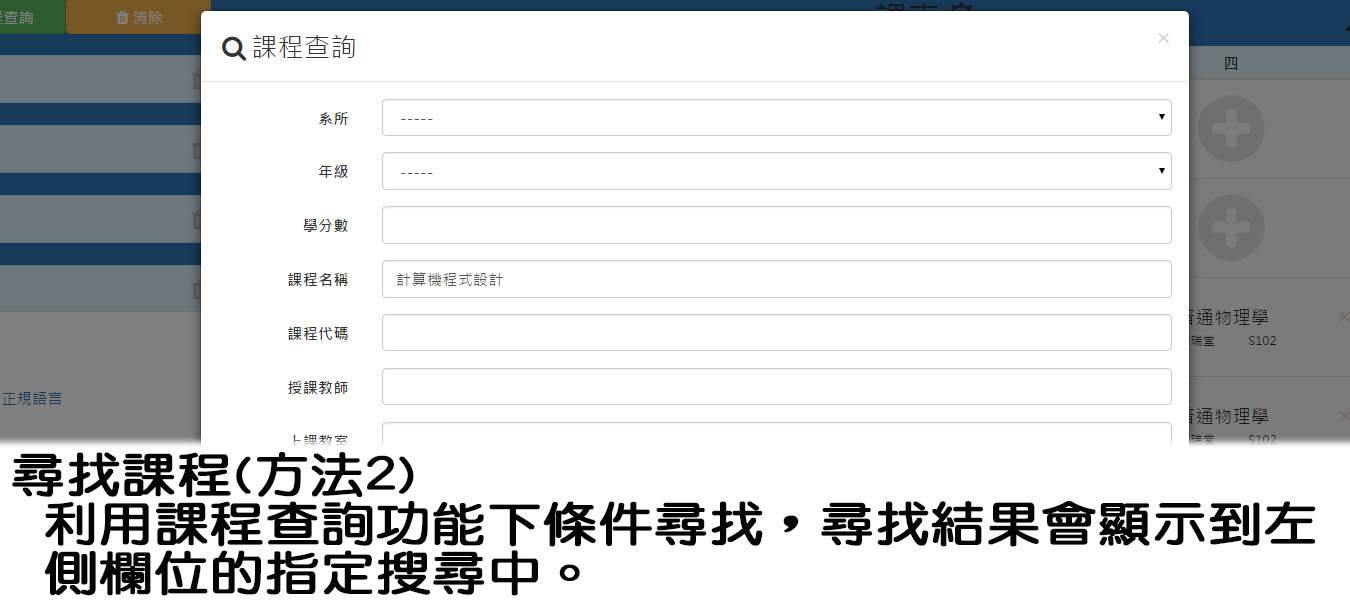 查詢
清除
課程查詢
×
四
系所
-----
年級
-----
學分數
課程名稱
計算機程式設計
課程代碼
授課教師
上課教室
通物理學
×
瑞堂 S102
通物理學
×
瑞堂 S102
正規語言
尋找課程(方法2)
利用課程查詢功能下條件尋找，尋找結果會顯示到左
側欄位的指定搜尋中。